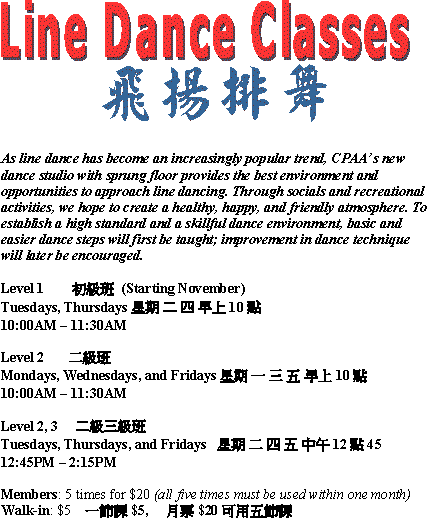 Line Dance Classes
飛揚排舞
As line dance has become an increasingly popular trend, CPAA's new
dance studio with sprung floor provides the best environment and
opportunities to approach line dancing. Through socials and recreational
activities, we hope to create a healthy, happy, and friendly atmosphere. To
establish a high standard and a skillful dance environment, basic and
easier dance steps will first be taught; improvement in dance technique
will later be encouraged.
Level 1 初級班 (Starting November)
Tuesdays, Thursdays 星期二四早上10點
10:00AM – 11:30AM
Level 2 二級班
Mondays, Wednesdays, and Fridays 星期一三五早上10點
10:00AM – 11:30AM
Level 2, 3 二級三級班
Tuesdays, Thursdays, and Fridays 星期二四五中午12點45
12:45PM – 2:15PM
Members: 5 times for $20 (all five times must be used within one month)
Walk-in: $5 一節課$5, 月票$20可用五節課